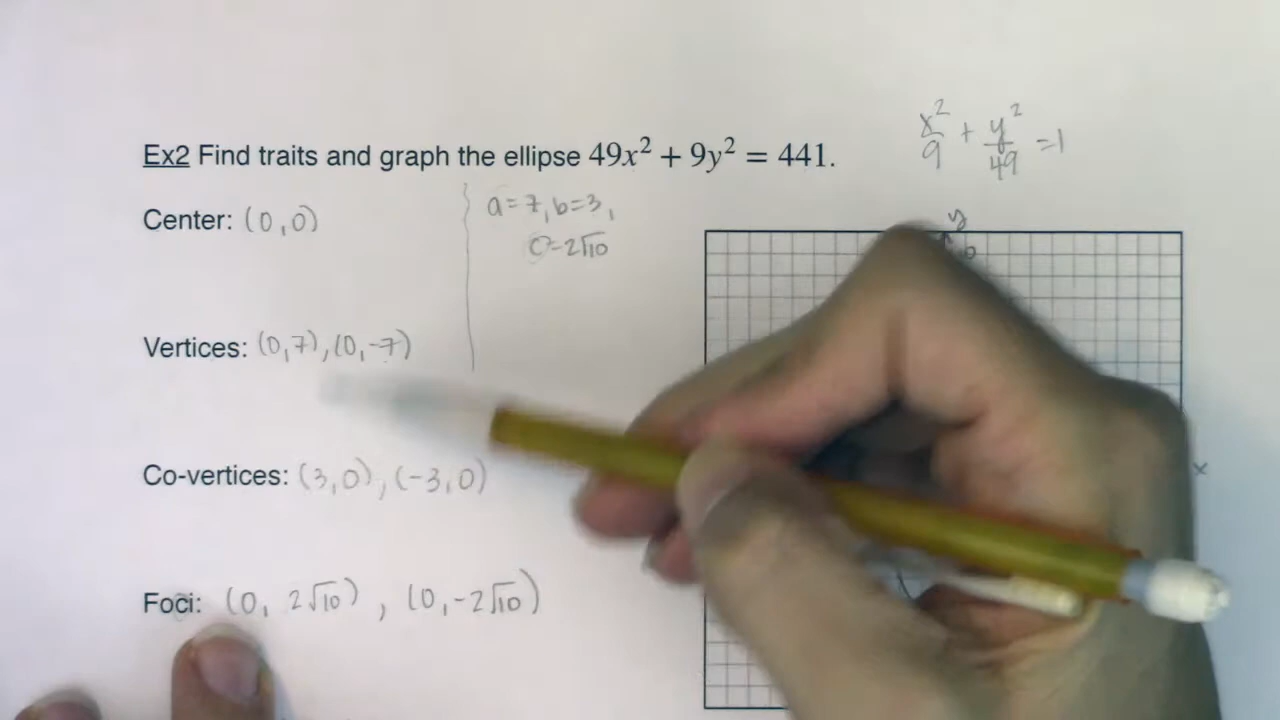 Ex2 Find traits and graph the ellipse 49x² + 9y² = 441.
x²/9 + y²/49 = 1
Center: (0,0)
a=7, b=3,
c=2√10
y
Vertices: (0,7), (0,-7)
x
Co-vertices: (3,0), (-3,0)
Foci: (0, 2√10), (0,-2√10)